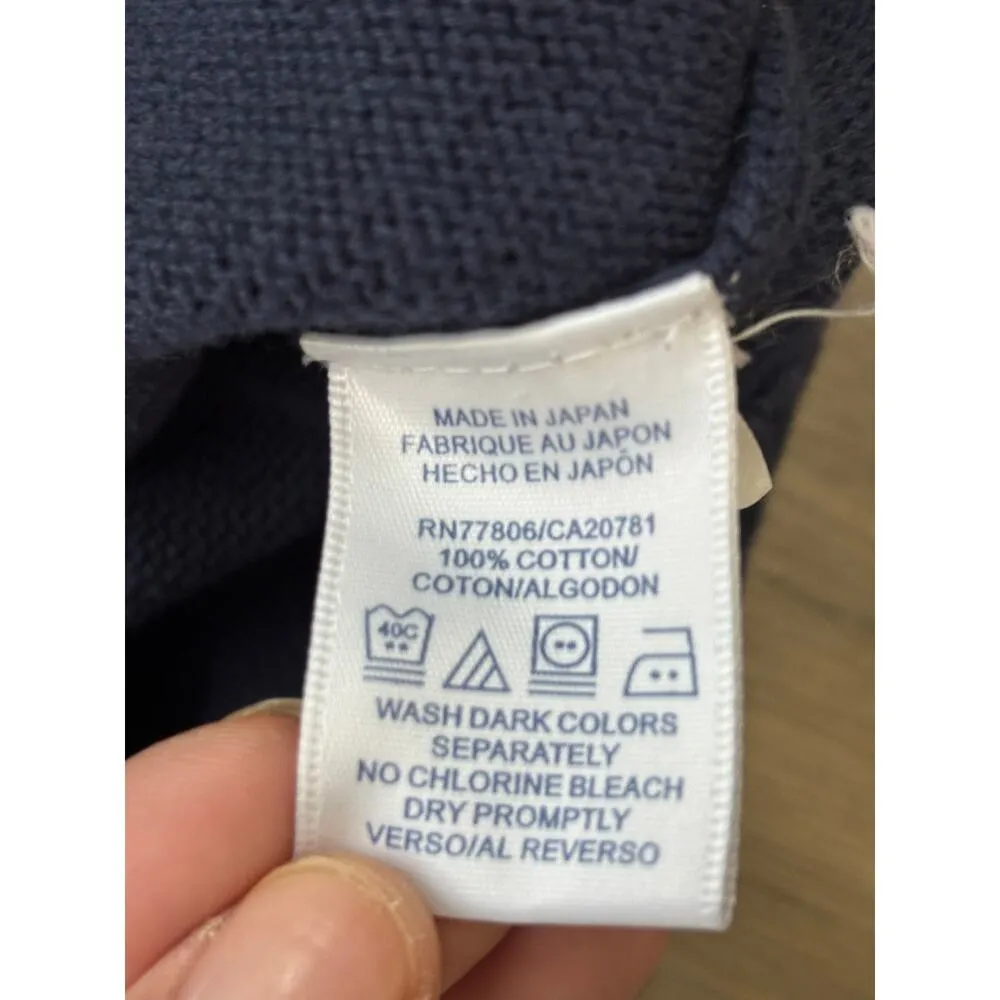 MADE IN JAPAN
FABRIQUE AU JAPON
HECHO EN JAPÓN
RN77806/CA20781
100% COTTON/
COTON/ALGODON
40C
WASH DARK COLORS
SEPARATELY
NO CHLORINE BLEACH
DRY PROMPTLY
VERSO/AL REVERSO